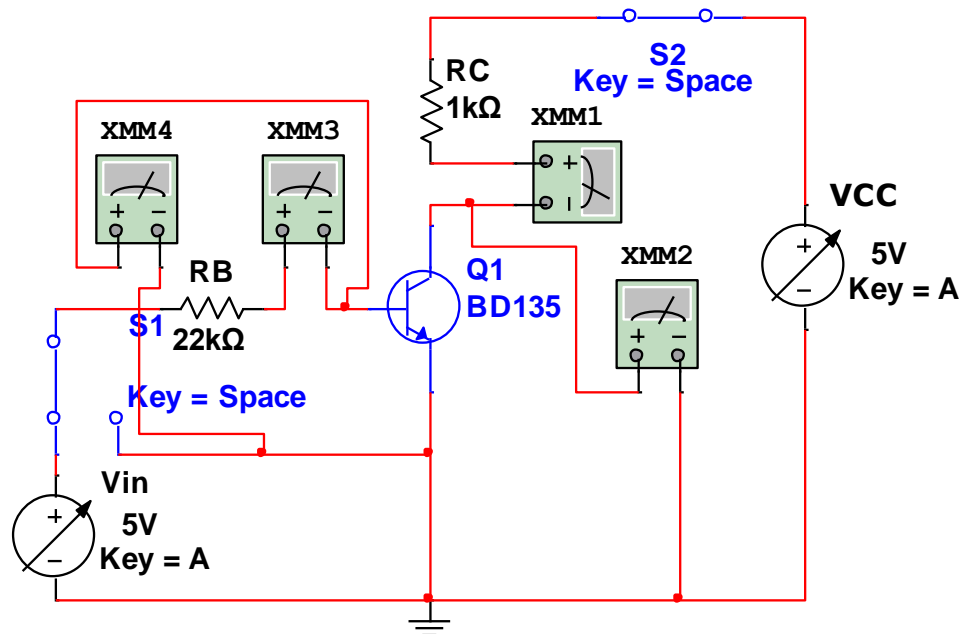 S2
Key = Space
RC
1kΩ
XMM1
XMM4
XMM3
VCC
5V
Key = A
XMM2
Q1
BD135
RB
22kΩ
S1
Key = Space
Vin
5V
Key = A